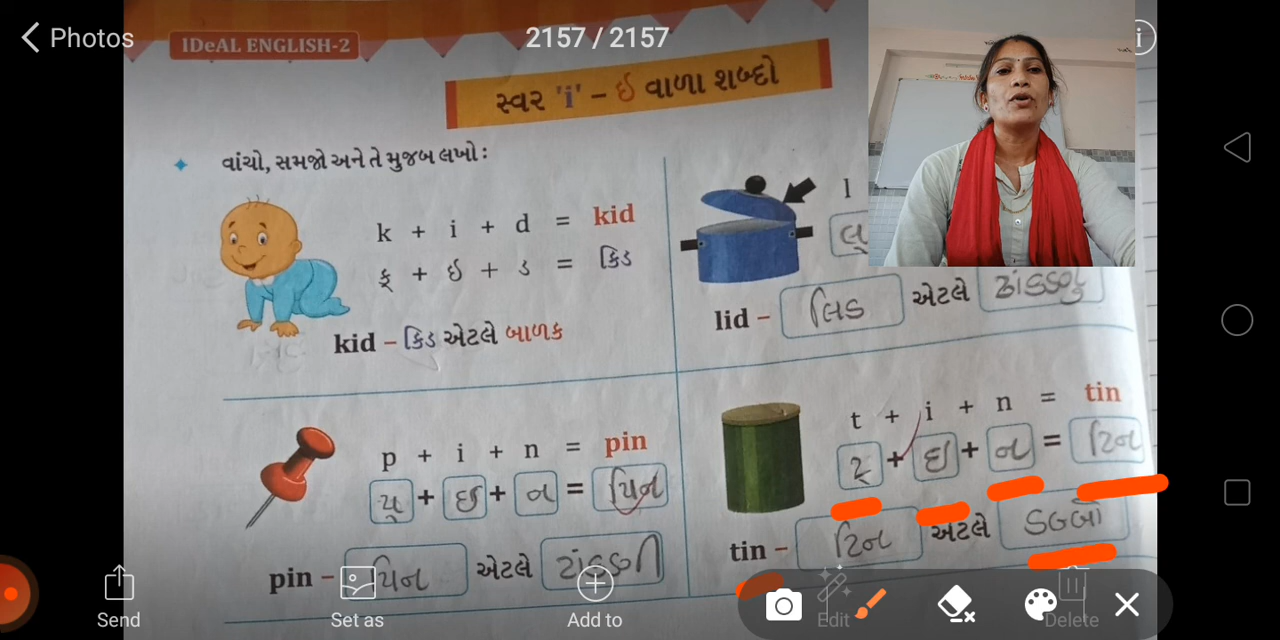 Photos
2157 / 2157
IDeAL ENGLISH-2
સ્વર 'i' – ઇ વાળા શબ્દો
વાંચો, સમજો અને તે મુજબ લખો :
k + i + d = kid
ક્ + ઇ + ડ = કિડ
kid – કિડ એટલે બાળક
l
લ્
lid – લિડ એટલે
p + i + n = pin
પ્ + ઇ + ન = પિન
pin – પિન એટલે ટાંકણી
t + i + n = tin
ટ્ + ઇ + ન = ટિન
tin – ટિન એટલે ડબ્બો
Send
Set as
Add to
Edit
Delete